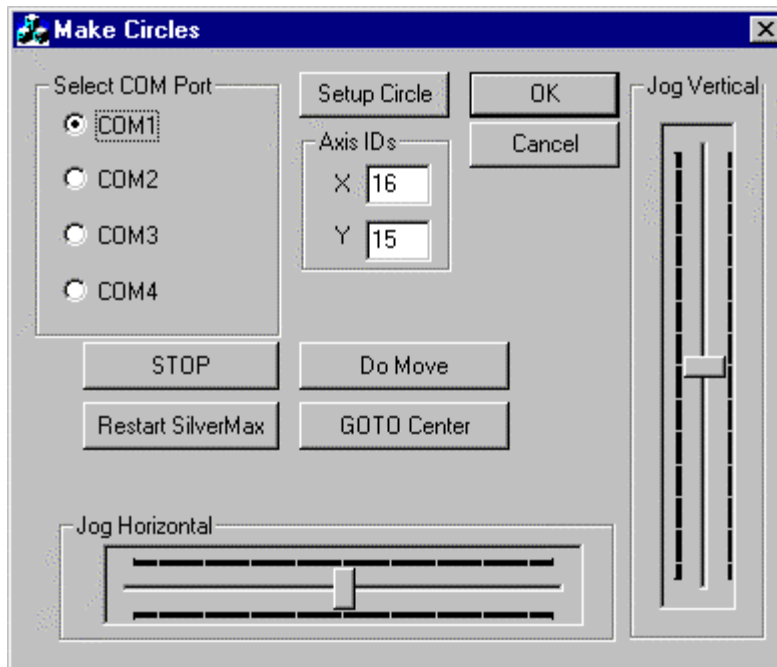 Make Circles
Select COM Port
COM1
COM2
COM3
COM4
Setup Circle
Axis IDs
X 16
Y 15
OK
Cancel
STOP
Do Move
Restart SilverMax
GOTO Center
Jog Horizontal
Jog Vertical